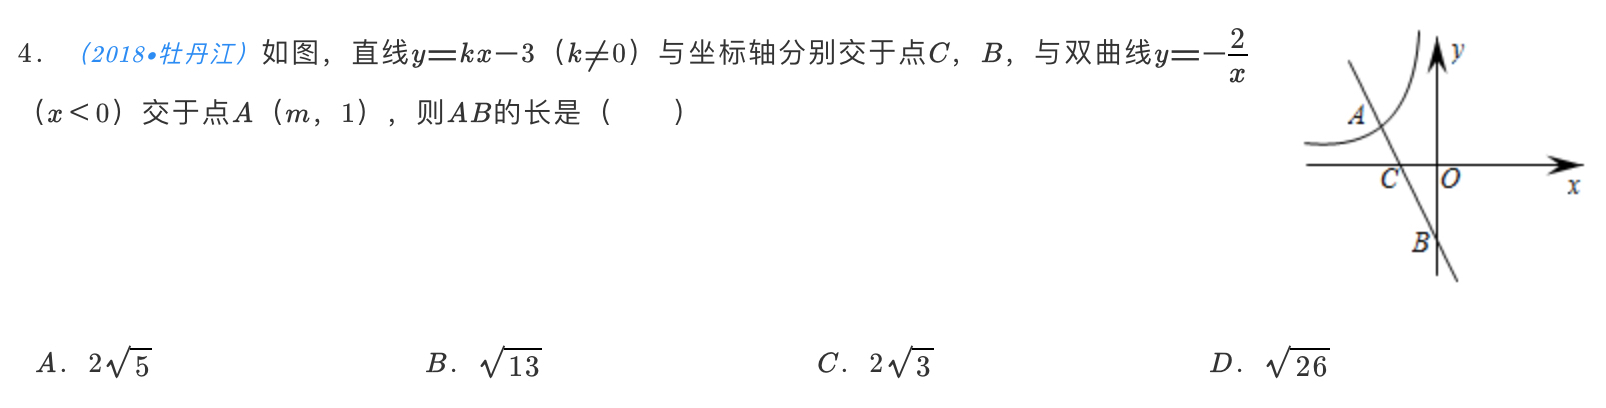 4. （2018•牡丹江）如图，直线y=kx−3（k≠0）与坐标轴分别交于点C，B，与双曲线y=−2/x
（x＜0）交于点A（m，1），则AB的长是（　　）
y
A
C
O
x
B
A. 2√5
B. √13
C. 2√3
D. √26